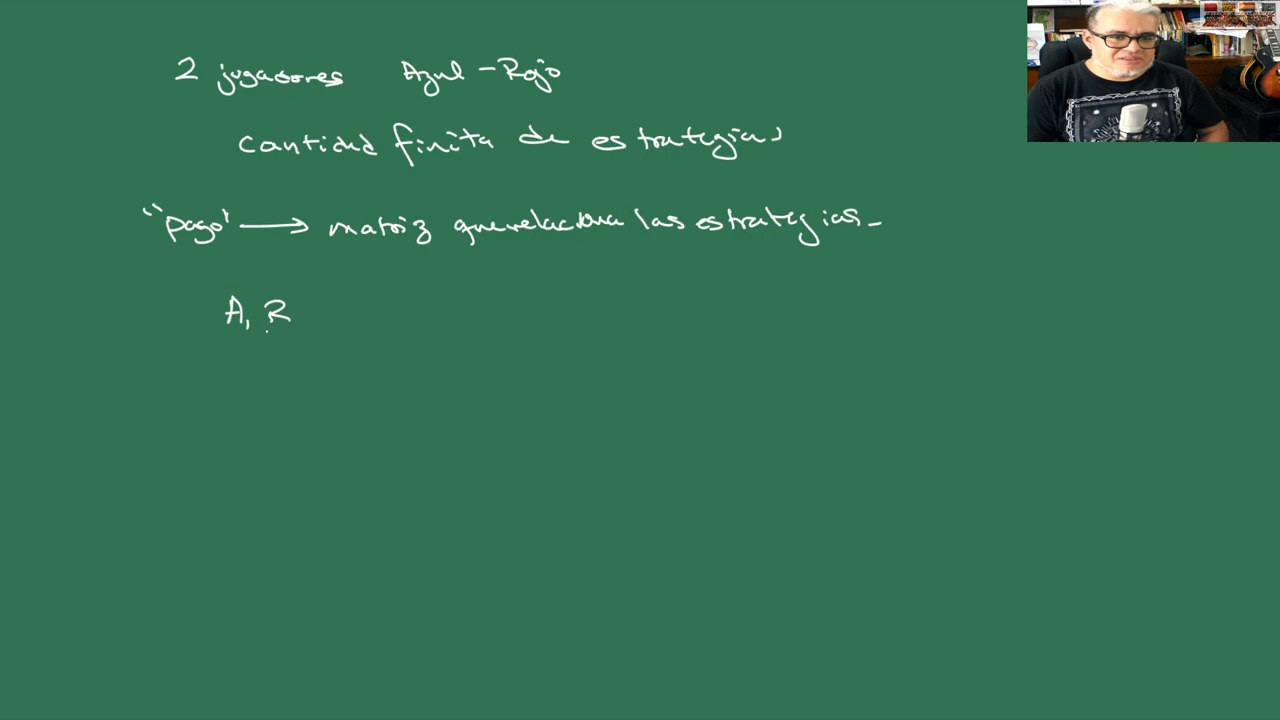 2 jugadores Azul - Rojo
cantidad finita de estrategias
"pago" → matriz que relaciona las estrategias.
A, R